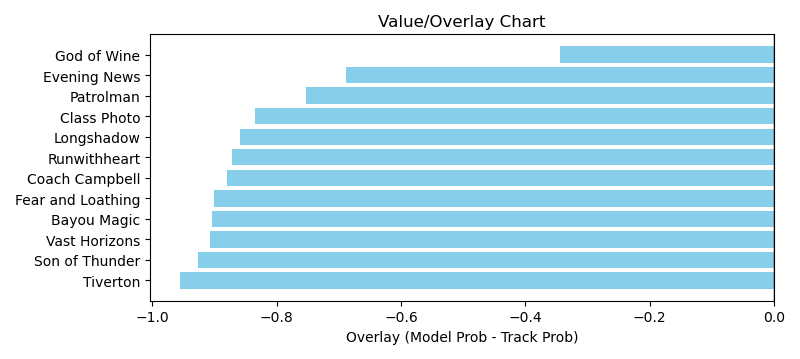 Value/Overlay Chart
God of Wine
Evening News
Patrolman
Class Photo
Longshadow
Runwithheart
Coach Campbell
Fear and Loathing
Bayou Magic
Vast Horizons
Son of Thunder
Tiverton
−1.0 −0.8 −0.6 −0.4 −0.2 0.0
Overlay (Model Prob - Track Prob)